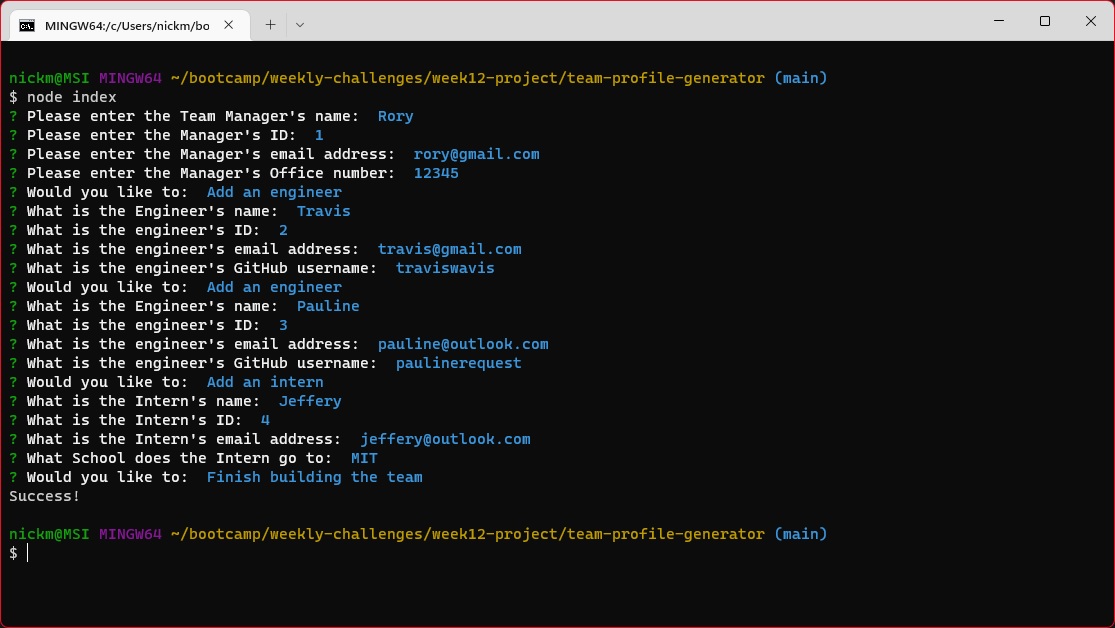 MINGW64:/c/Users/nickm/bo
nickm@MSI MINGW64 ~/bootcamp/weekly-challenges/week12-project/team-profile-generator (main)
$ node index
? Please enter the Team Manager's name:  Rory
? Please enter the Manager's ID:  1
? Please enter the Manager's email address:  rory@gmail.com
? Please enter the Manager's Office number:  12345
? Would you like to:  Add an engineer
? What is the Engineer's name:  Travis
? What is the engineer's ID:  2
? What is the engineer's email address:  travis@gmail.com
? What is the engineer's GitHub username:  traviswavis
? Would you like to:  Add an engineer
? What is the Engineer's name:  Pauline
? What is the engineer's ID:  3
? What is the engineer's email address:  pauline@outlook.com
? What is the engineer's GitHub username:  paulinerequest
? Would you like to:  Add an intern
? What is the Intern's name:  Jeffery
? What is the Intern's ID:  4
? What is the Intern's email address:  jeffery@outlook.com
? What School does the Intern go to:  MIT
? Would you like to:  Finish building the team
Success!
nickm@MSI MINGW64 ~/bootcamp/weekly-challenges/week12-project/team-profile-generator (main)
$